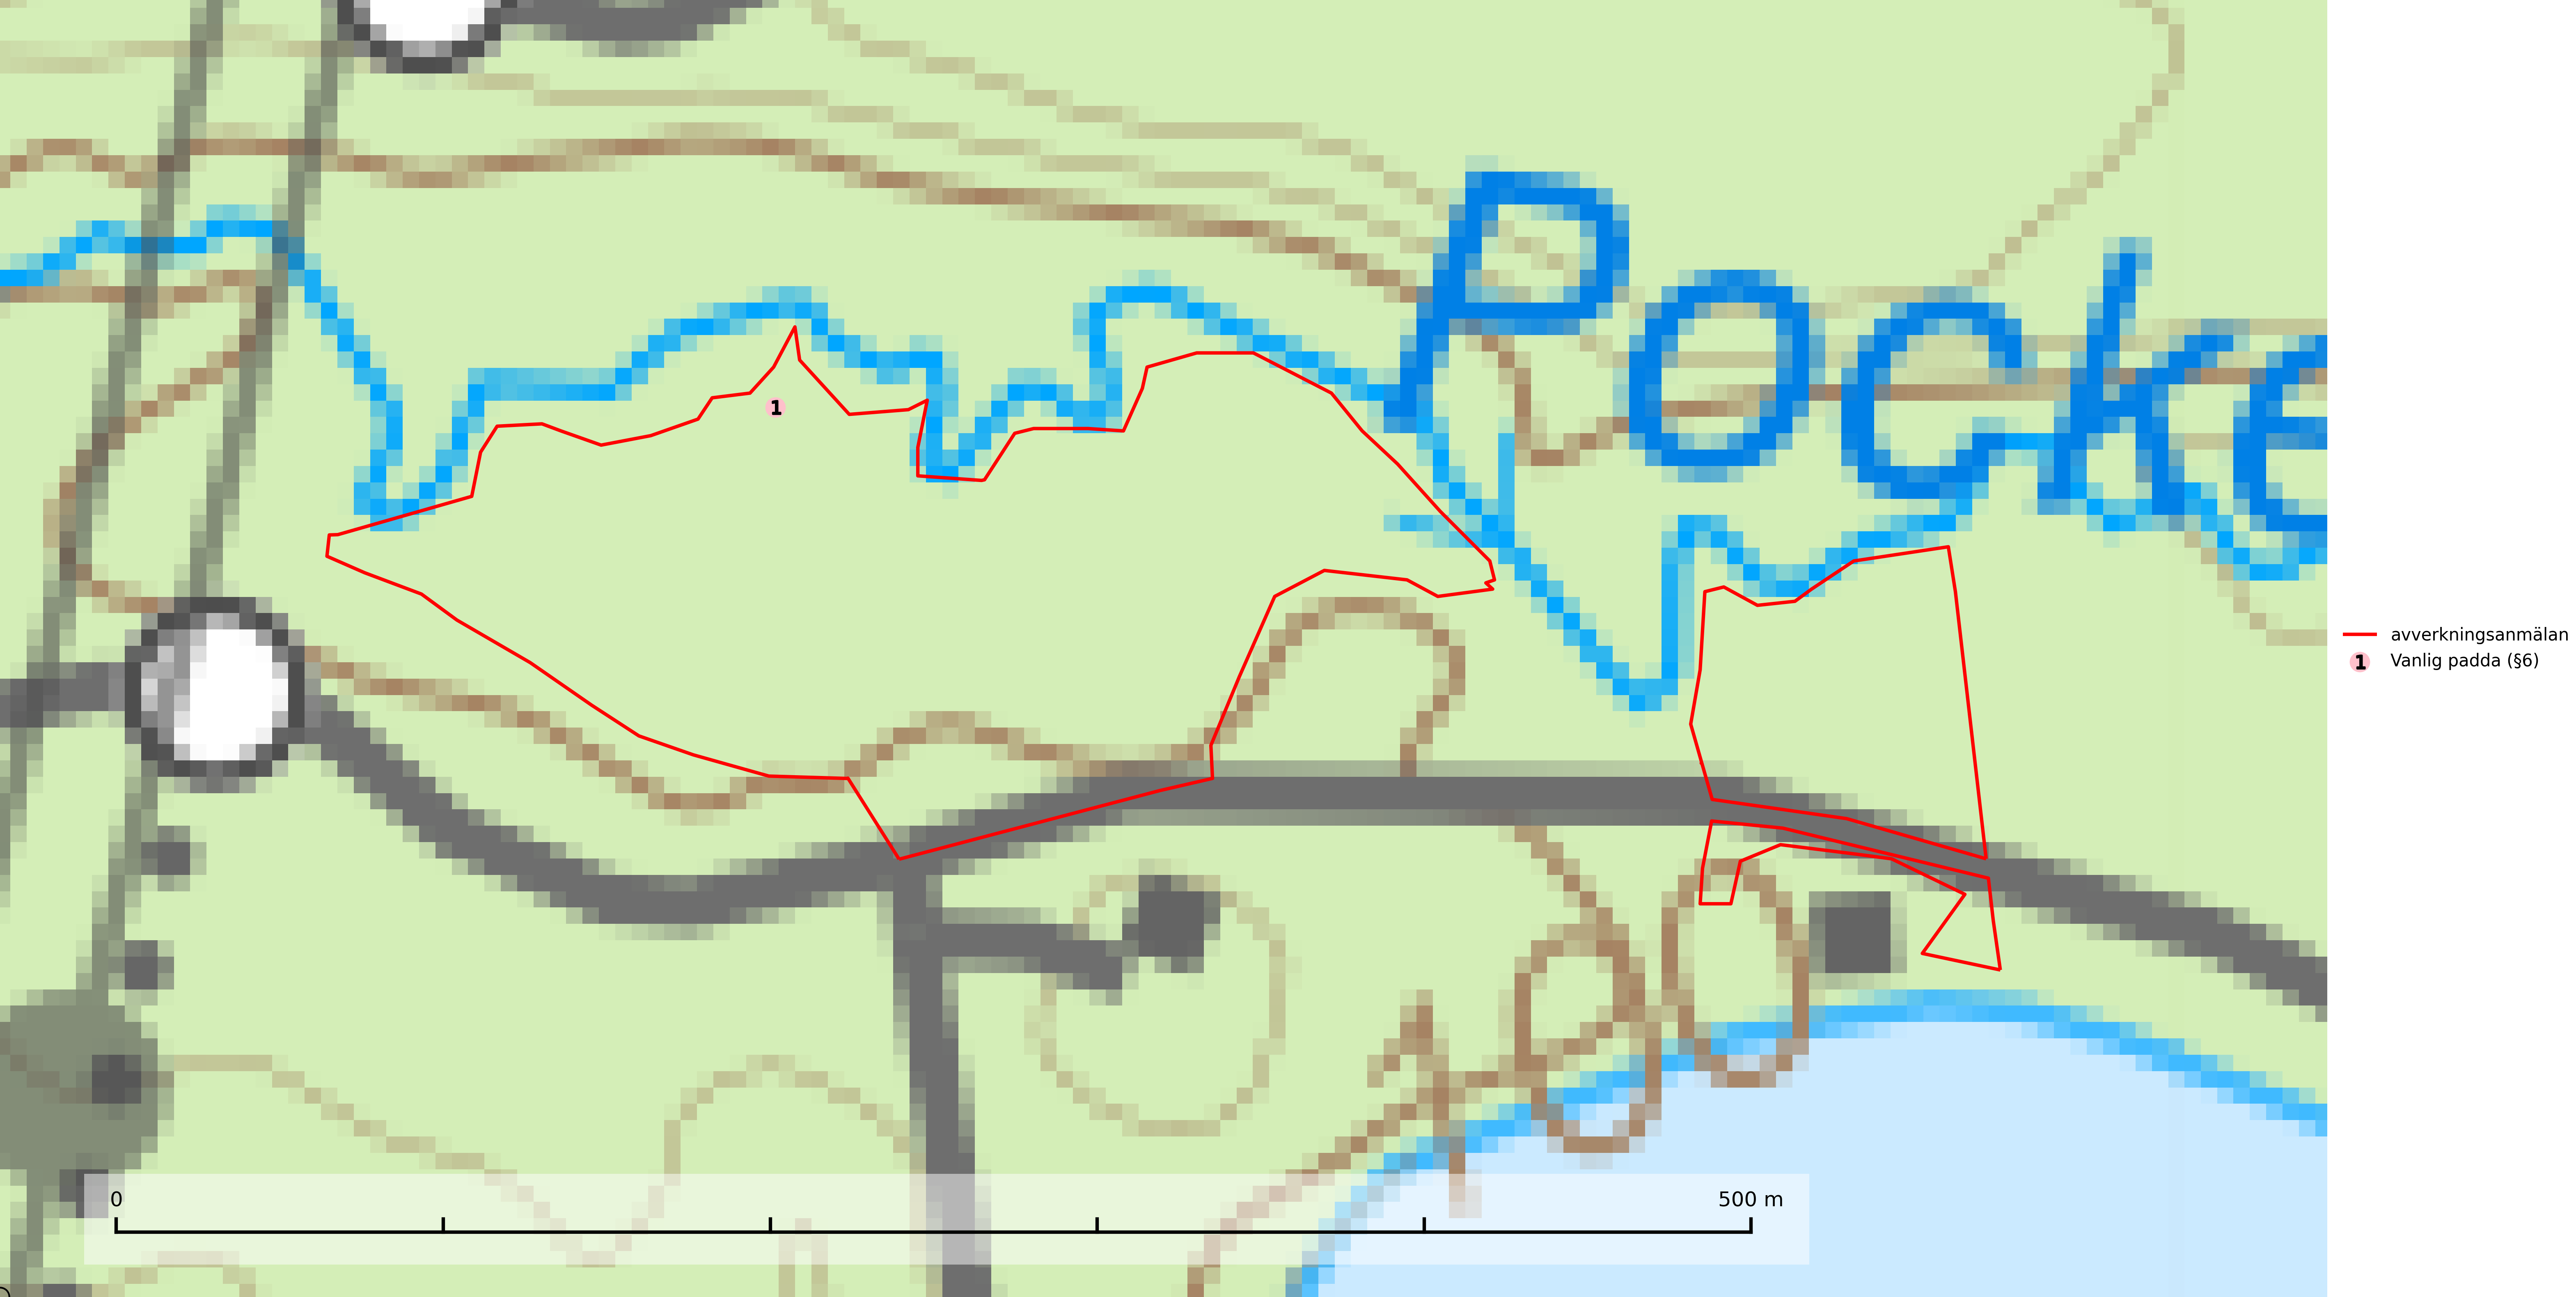 Pocke
1
0 500 m
avverkningsanmälan
1 Vanlig padda (§6)